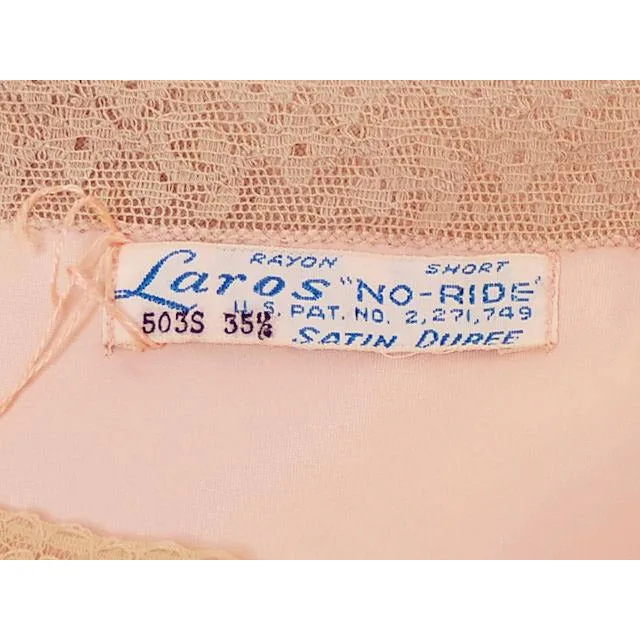 RAYON SHORT
Laros "NO-RIDE"
U.S. PAT. NO. 2,271,749
503S 35½
SATIN DUREE